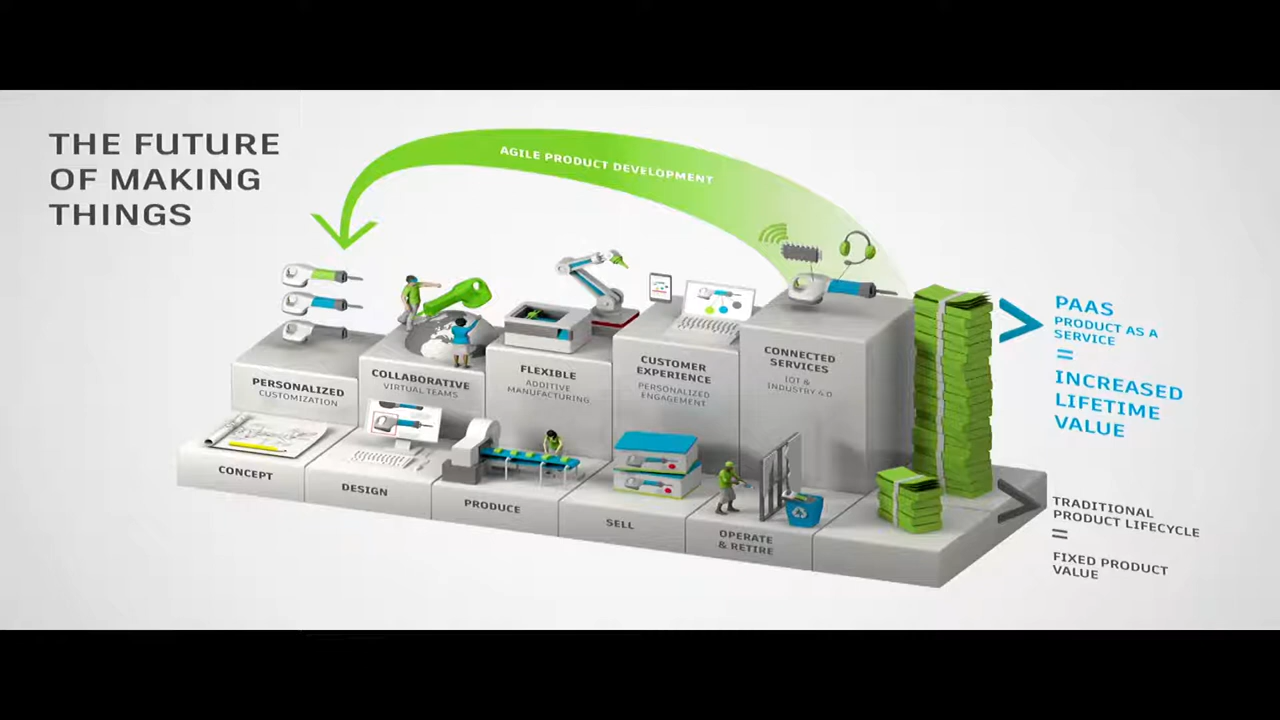 THE FUTURE
OF MAKING
THINGS
AGILE PRODUCT DEVELOPMENT
PERSONALIZED
CUSTOMIZATION
COLLABORATIVE
VIRTUAL TEAMS
FLEXIBLE
ADDITIVE
MANUFACTURING
CUSTOMER
EXPERIENCE
PERSONALIZED
ENGAGEMENT
CONNECTED
SERVICES
IOT &
INDUSTRY 4.0
PAAS
PRODUCT AS A
SERVICE
=
INCREASED
LIFETIME
VALUE
CONCEPT
DESIGN
PRODUCE
SELL
OPERATE
& RETIRE
TRADITIONAL
PRODUCT LIFECYCLE
=
FIXED PRODUCT
VALUE